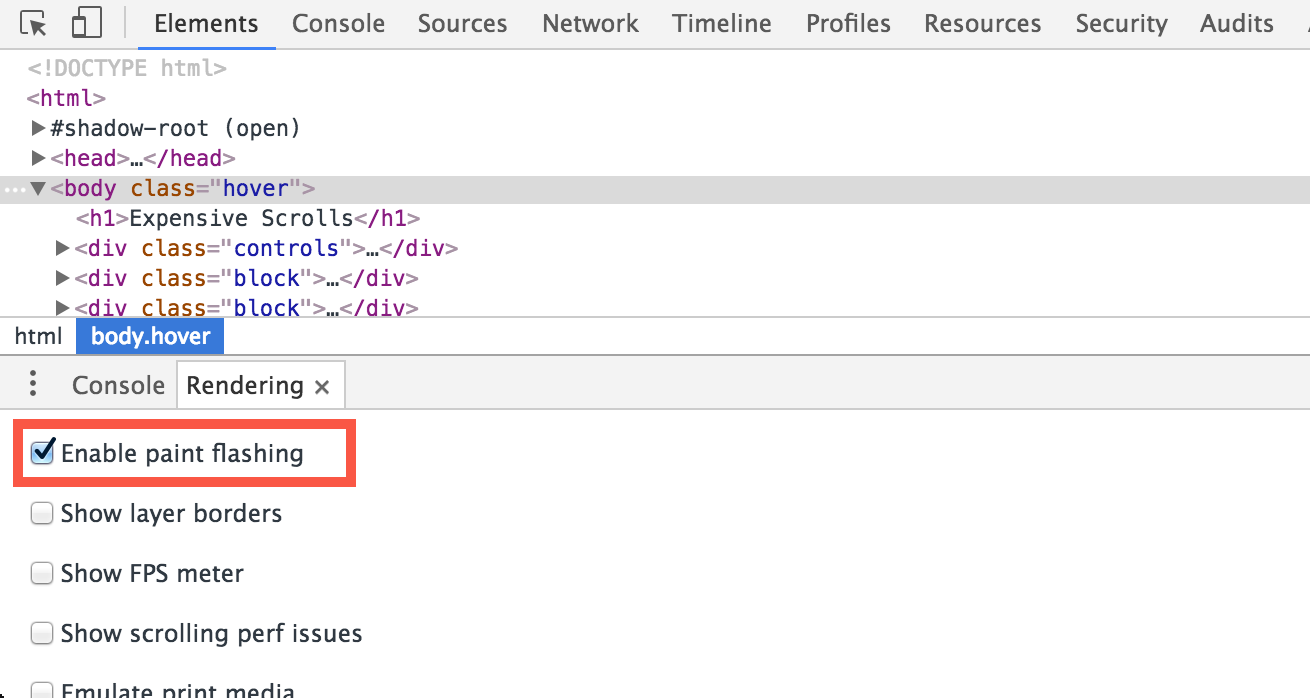 Elements Console Sources Network Timeline Profiles Resources Security Audits
<!DOCTYPE html>
<html>
▶#shadow-root (open)
▶<head>…</head>
…▼<body class="hover">
<h1>Expensive Scrolls</h1>
▶<div class="controls">…</div>
▶<div class="block">…</div>
▶<div class="block">…</div>
html body.hover
Console Rendering ×
Enable paint flashing
Show layer borders
Show FPS meter
Show scrolling perf issues
Emulate print media